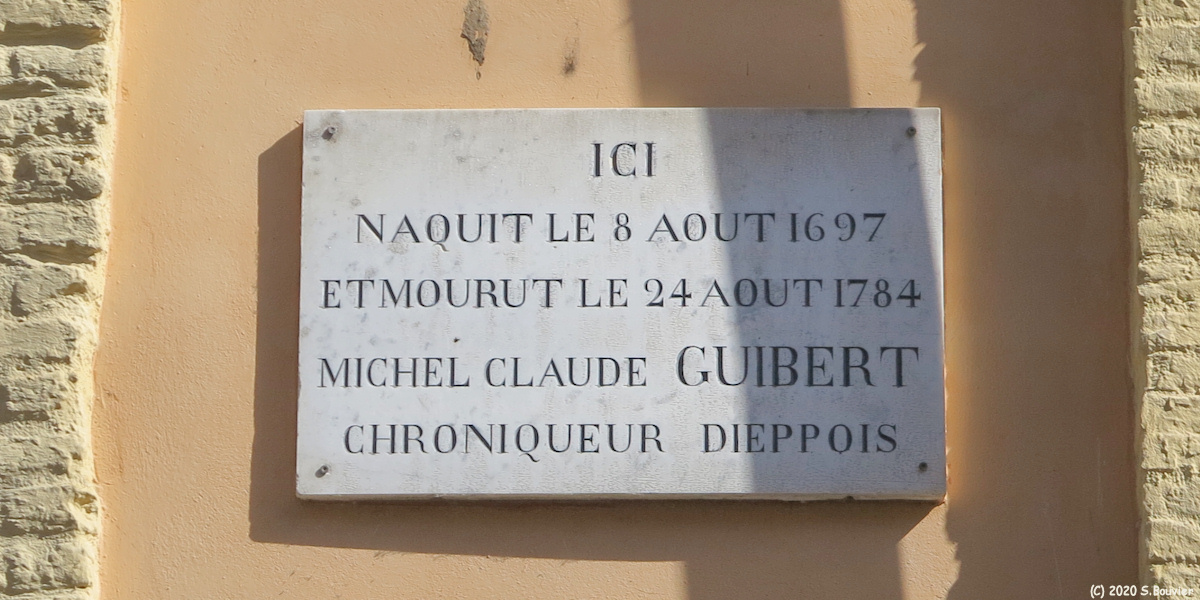 ICI
NAQUIT LE 8 AOUT 1697
ET MOURUT LE 24 AOUT 1784
MICHEL CLAUDE GUIBERT
CHRONIQUEUR DIEPPOIS
(C) 2020 S.Bouvier